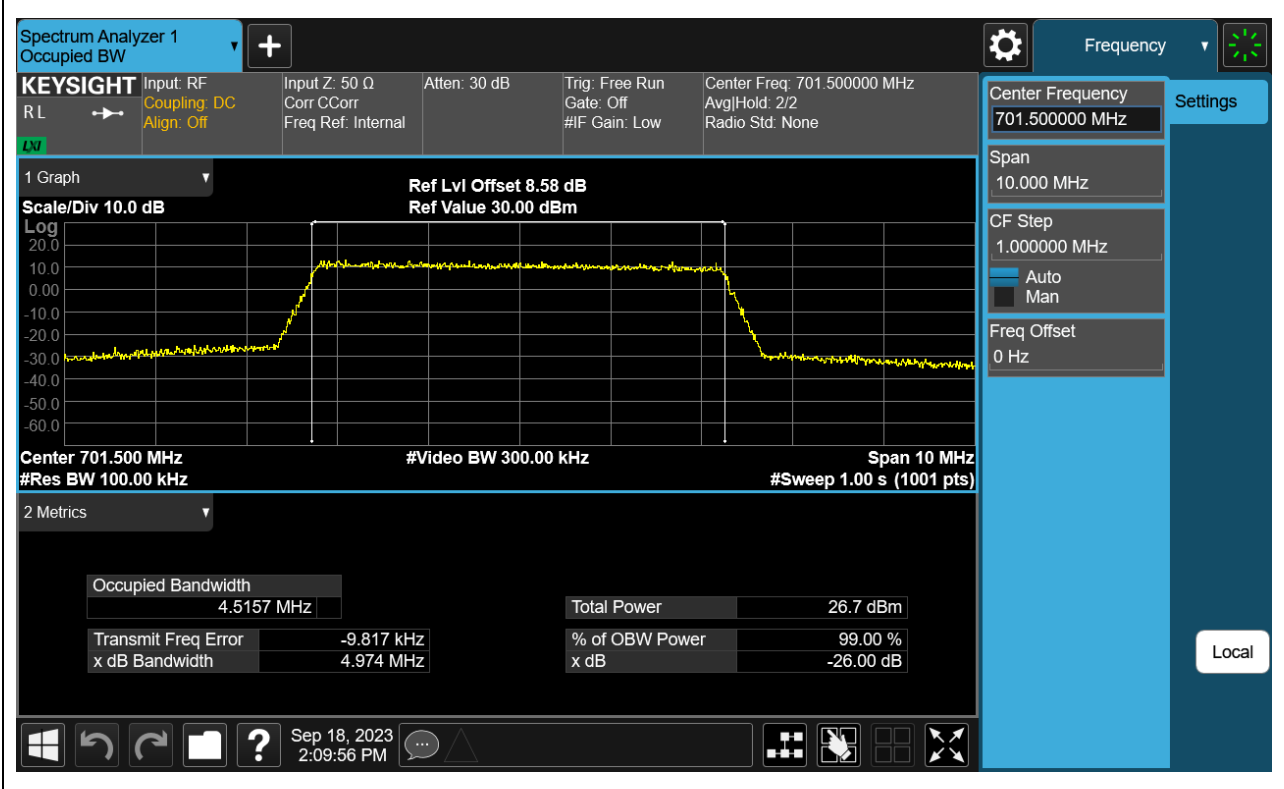 Spectrum Analyzer 1
Occupied BW
Frequency
KEYSIGHT
R L
LXI
Input: RF
Coupling: DC
Align: Off
Input Z: 50 Ω
Corr CCorr
Freq Ref: Internal
Atten: 30 dB
Trig: Free Run
Gate: Off
#IF Gain: Low
Center Freq: 701.500000 MHz
Avg|Hold: 2/2
Radio Std: None
1 Graph
Scale/Div 10.0 dB
Ref Lvl Offset 8.58 dB
Ref Value 30.00 dBm
Log
20.0
10.0
0.00
-10.0
-20.0
-30.0
-40.0
-50.0
-60.0
Center 701.500 MHz
#Video BW 300.00 kHz
Span 10 MHz
#Res BW 100.00 kHz
#Sweep 1.00 s (1001 pts)
2 Metrics
Occupied Bandwidth
4.5157 MHz
Total Power 26.7 dBm
Transmit Freq Error -9.817 kHz
% of OBW Power 99.00 %
x dB Bandwidth 4.974 MHz
x dB -26.00 dB
Center Frequency
701.500000 MHz
Settings
Span
10.000 MHz
CF Step
1.000000 MHz
Auto
Man
Freq Offset
0 Hz
Local
?
Sep 18, 2023
2:09:56 PM